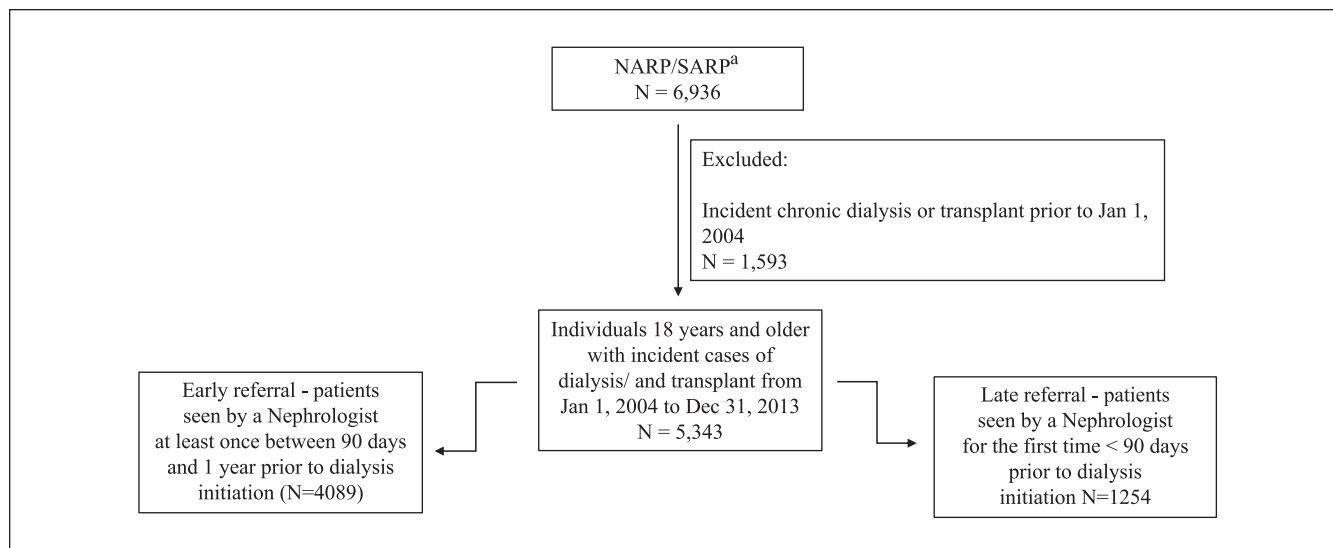 NARP/SARPa
N = 6,936
Excluded:
Incident chronic dialysis or transplant prior to Jan 1,
2004
N = 1,593
Individuals 18 years and older
with incident cases of
dialysis/ and transplant from
Jan 1, 2004 to Dec 31, 2013
N = 5,343
Early referral - patients
seen by a Nephrologist
at least once between 90 days
and 1 year prior to dialysis
initiation (N=4089)
Late referral - patients
seen by a Nephrologist
for the first time < 90 days
prior to dialysis
initiation N=1254